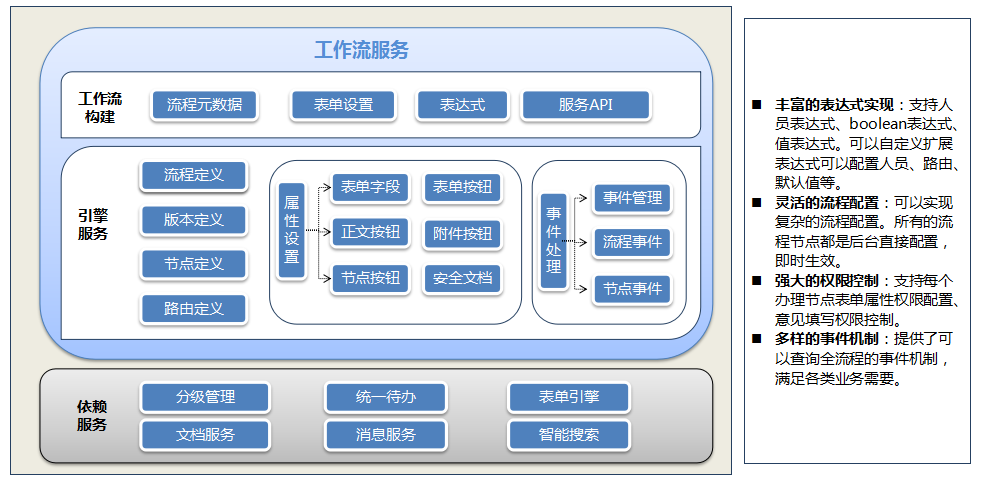 工作流服务
工作流
构建
流程元数据
表单设置
表达式
服务API
引擎
服务
流程定义
版本定义
节点定义
路由定义
属
性
设
置
表单字段
表单按钮
正文按钮
附件按钮
节点按钮
安全文档
事
件
处
理
事件管理
流程事件
节点事件
依赖
服务
分级管理
统一待办
表单引擎
文档服务
消息服务
智能搜索
■ 丰富的表达式实现：支持人
员表达式、boolean表达式、
值表达式。可以自定义扩展
表达式可以配置人员、路由、
默认值等。
■ 灵活的流程配置：可以实现
复杂的流程配置。所有的流
程节点都是后台直接配置，
即时生效。
■ 强大的权限控制：支持每个
办理节点表单属性权限配置、
意见填写权限控制。
■ 多样的事件机制：提供了可
以查询全流程的事件机制，
满足各类业务需要。